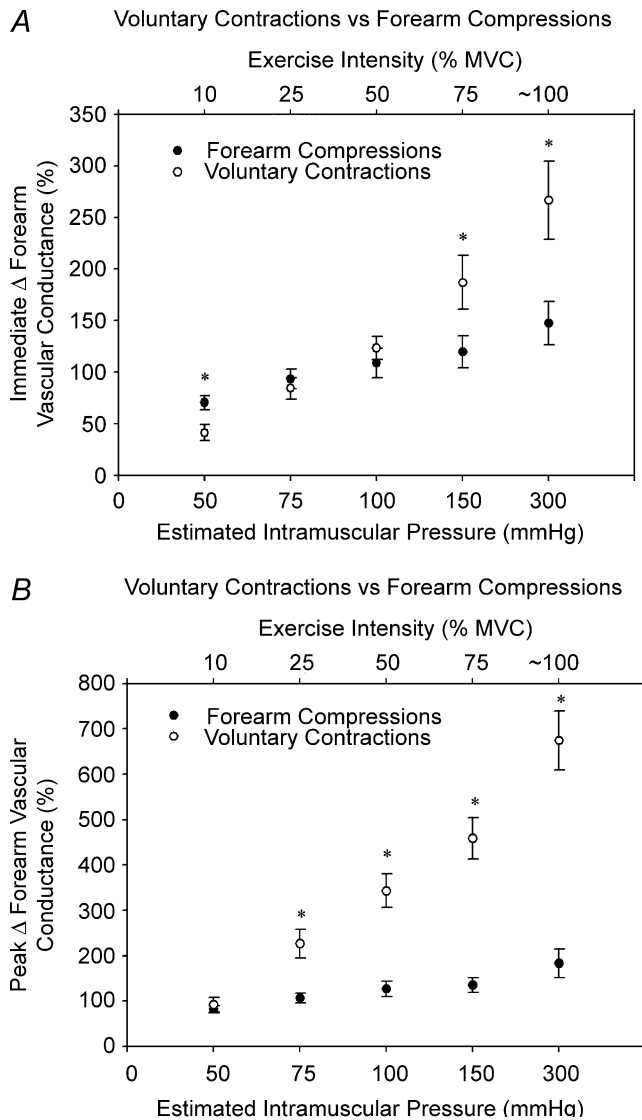 A
Voluntary Contractions vs Forearm Compressions
Exercise Intensity (% MVC)
10 25 50 75 ~100
350
300
250
200
150
100
50
0
Immediate Δ Forearm
Vascular Conductance (%)
Forearm Compressions
Voluntary Contractions
*
*
*
0 50 75 100 150 300
Estimated Intramuscular Pressure (mmHg)
B
Voluntary Contractions vs Forearm Compressions
Exercise Intensity (% MVC)
10 25 50 75 ~100
800
700
600
500
400
300
200
100
0
Peak Δ Forearm Vascular
Conductance (%)
Forearm Compressions
Voluntary Contractions
*
*
*
*
0 50 75 100 150 300
Estimated Intramuscular Pressure (mmHg)